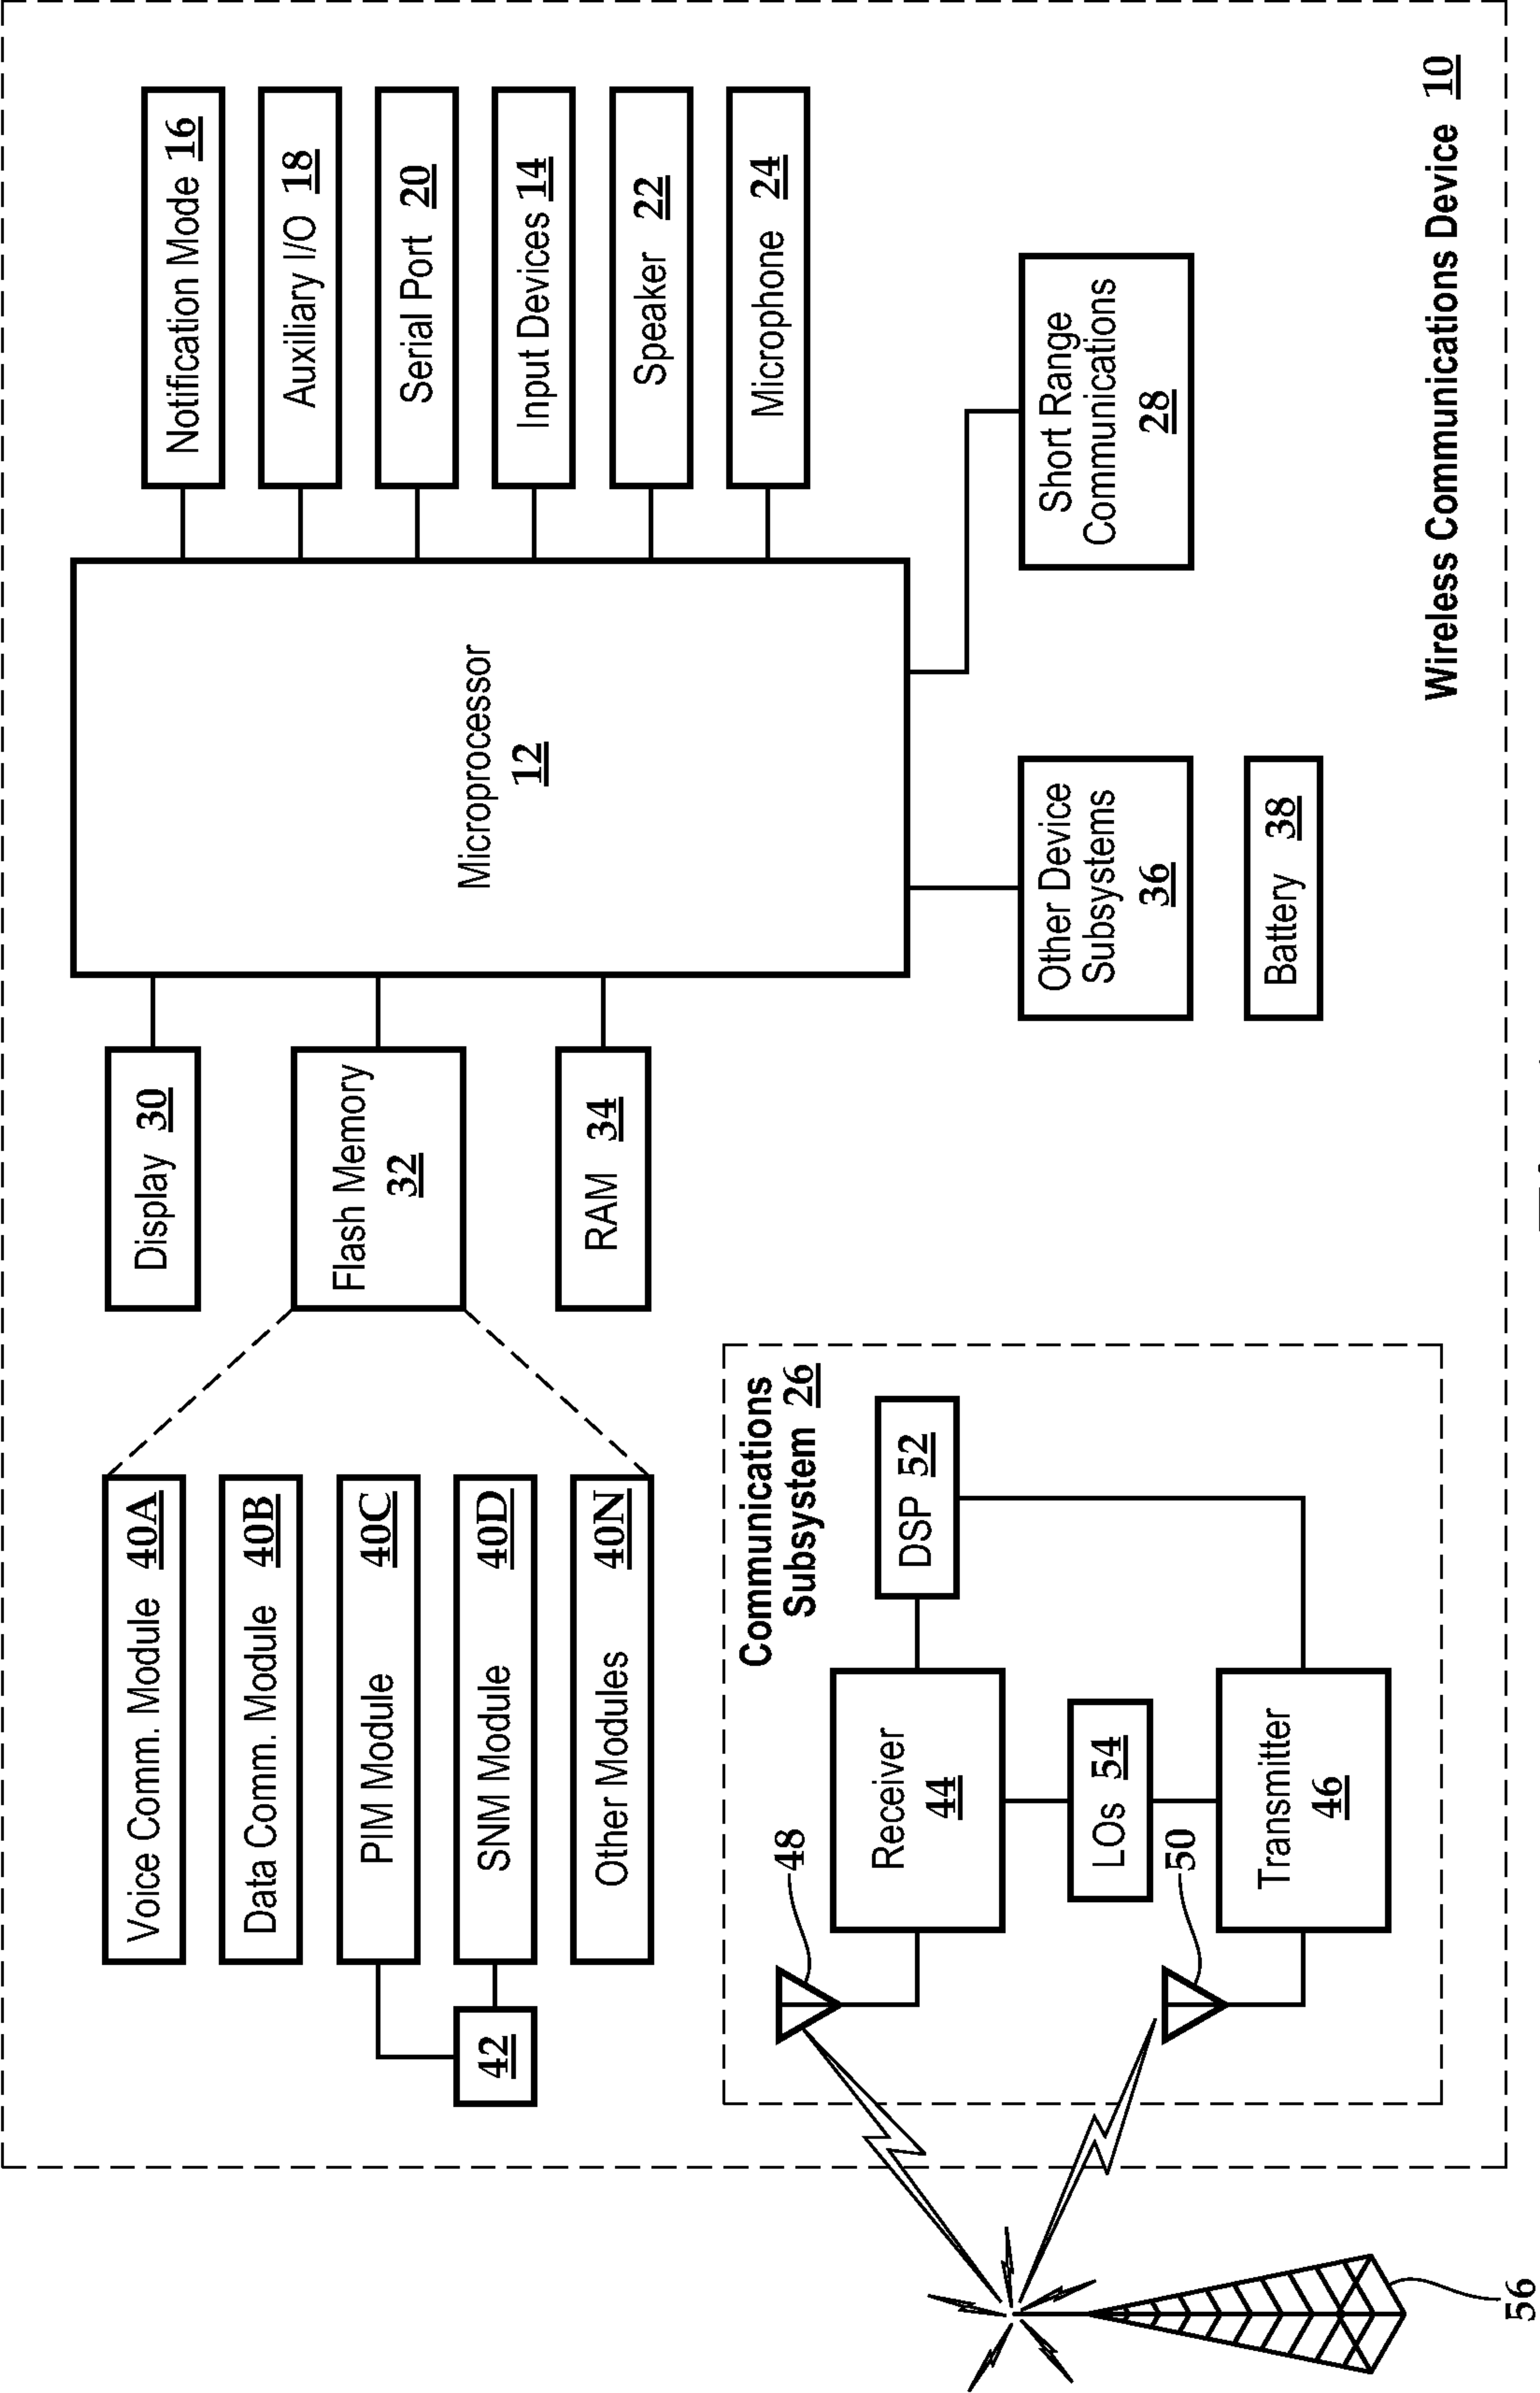 Voice Comm. Module 40A
Data Comm. Module 40B
PIM Module 40C
SNM Module 40D
Other Modules 40N
42
Display 30
Flash Memory
32
RAM 34
Microprocessor
12
Notification Mode 16
Auxiliary I/O 18
Serial Port 20
Input Devices 14
Speaker 22
Microphone 24
Communications
Subsystem 26
48
Receiver
44
DSP 52
LOs 54
50
Transmitter
46
Other Device
Subsystems
36
Short Range
Communications
28
Battery 38
Wireless Communications Device 10
56